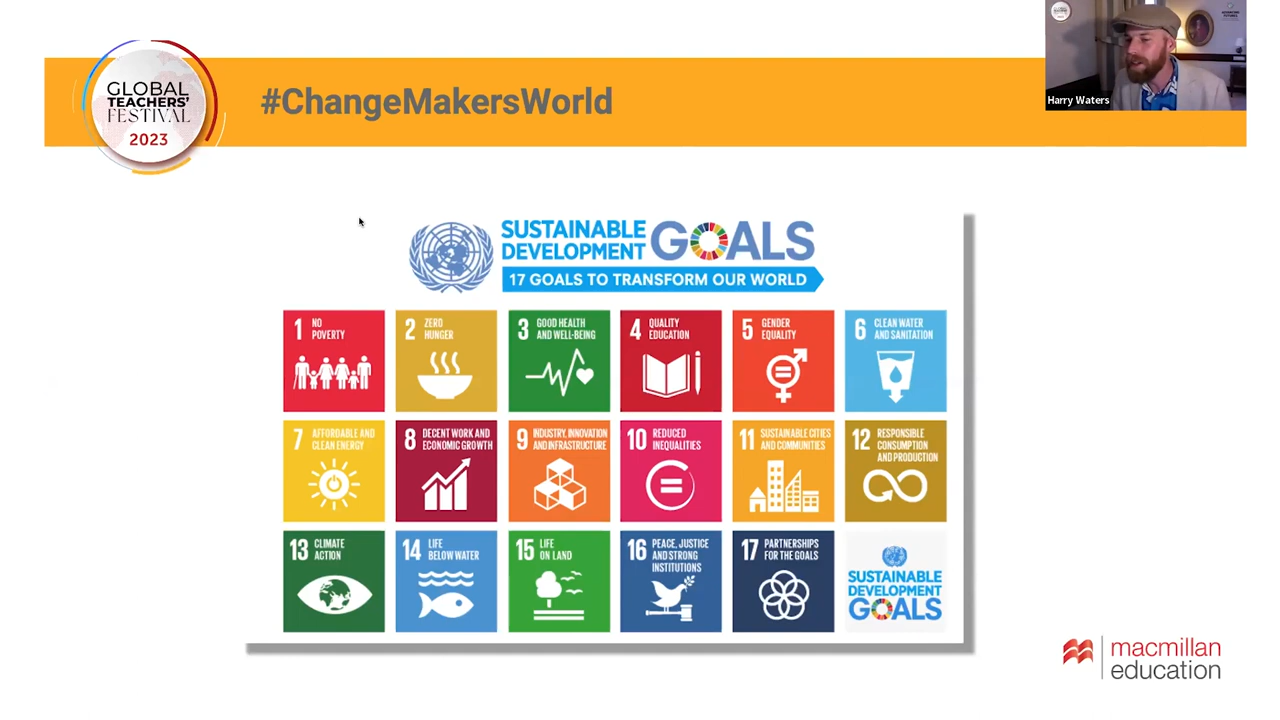 GLOBAL
TEACHERS'
FESTIVAL
2023
#ChangeMakersWorld
Harry Waters
SUSTAINABLE
DEVELOPMENT
GOALS
17 GOALS TO TRANSFORM OUR WORLD
1 NO
POVERTY
2 ZERO
HUNGER
3 GOOD HEALTH
AND WELL-BEING
4 QUALITY
EDUCATION
5 GENDER
EQUALITY
6 CLEAN WATER
AND SANITATION
7 AFFORDABLE AND
CLEAN ENERGY
8 DECENT WORK AND
ECONOMIC GROWTH
9 INDUSTRY, INNOVATION
AND INFRASTRUCTURE
10 REDUCED
INEQUALITIES
11 SUSTAINABLE CITIES
AND COMMUNITIES
12 RESPONSIBLE
CONSUMPTION
AND PRODUCTION
13 CLIMATE
ACTION
14 LIFE
BELOW WATER
15 LIFE
ON LAND
16 PEACE, JUSTICE
AND STRONG
INSTITUTIONS
17 PARTNERSHIPS
FOR THE GOALS
SUSTAINABLE
DEVELOPMENT
GOALS
macmillan
education